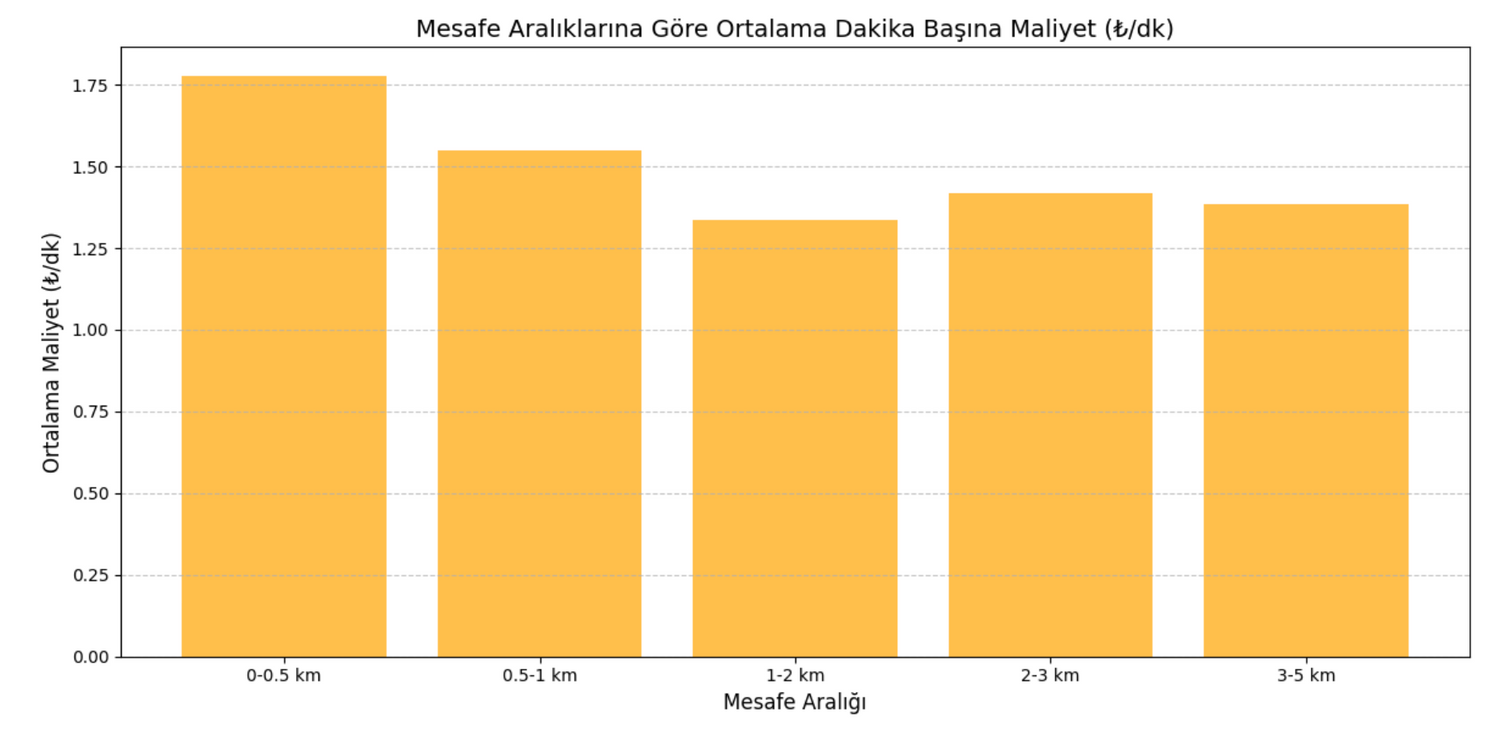 Mesafe Aralıklarına Göre Ortalama Dakika Başına Maliyet (₺/dk)
Ortalama Maliyet (₺/dk)
1.75
1.50
1.25
1.00
0.75
0.50
0.25
0.00
0-0.5 km
0.5-1 km
1-2 km
2-3 km
3-5 km
Mesafe Aralığı